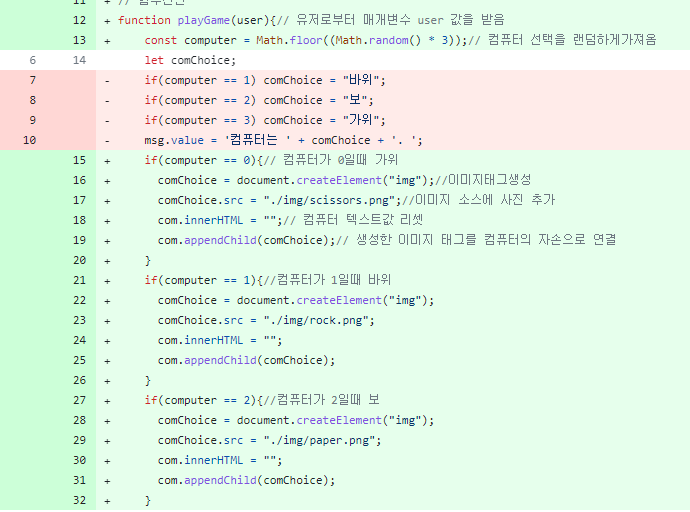 11 + // 함수선언
12 + function playGame(user){// 유저로부터 매개변수 user 값을 받음
13 + const computer = Math.floor((Math.random() * 3));// 컴퓨터 선택을 랜덤하게가져옴
6 14 let comChoice;
7 - if(computer == 1) comChoice = "바위";
8 - if(computer == 2) comChoice = "보";
9 - if(computer == 3) comChoice = "가위";
10 - msg.value = '컴퓨터는 ' + comChoice + '. ';
15 + if(computer == 0){// 컴퓨터가 0일때 가위
16 + comChoice = document.createElement("img");//이미지태그생성
17 + comChoice.src = "./img/scissors.png";//이미지 소스에 사진 추가
18 + com.innerHTML = "";// 컴퓨터 텍스트값 리셋
19 + com.appendChild(comChoice);// 생성한 이미지 태그를 컴퓨터의 자손으로 연결
20 + }
21 + if(computer == 1){//컴퓨터가 1일때 바위
22 + comChoice = document.createElement("img");
23 + comChoice.src = "./img/rock.png";
24 + com.innerHTML = "";
25 + com.appendChild(comChoice);
26 + }
27 + if(computer == 2){//컴퓨터가 2일때 보
28 + comChoice = document.createElement("img");
29 + comChoice.src = "./img/paper.png";
30 + com.innerHTML = "";
31 + com.appendChild(comChoice);
32 + }